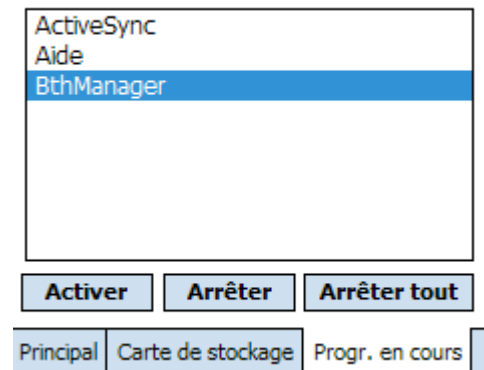 ActiveSync
Aide
BthManager
Activer Arrêter Arrêter tout
Principal Carte de stockage Progr. en cours